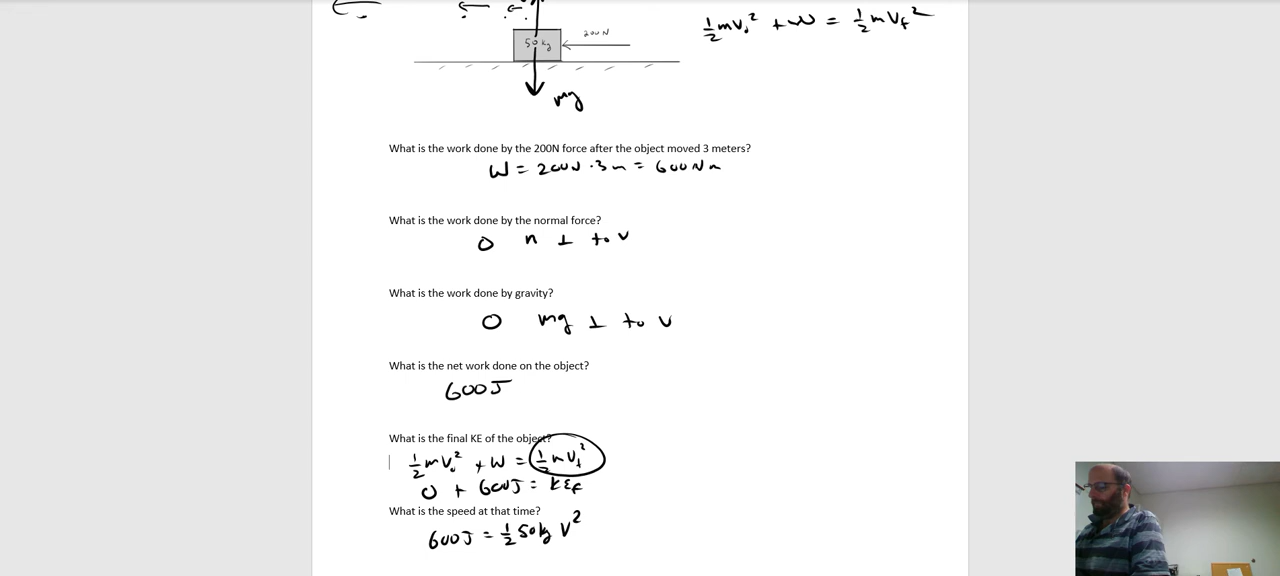 ½mv₀² + W = ½mv_f²
200N
50 kg
mg
What is the work done by the 200N force after the object moved 3 meters?
W = 200N · 3m = 600Nm
What is the work done by the normal force?
0 n ⊥ to v
What is the work done by gravity?
0 mg ⊥ to v
What is the net work done on the object?
600J
What is the final KE of the object?
½mv₀² + W = ½mv_f²
0 + 600J = KE_f
What is the speed at that time?
600J = ½ 50kg v²